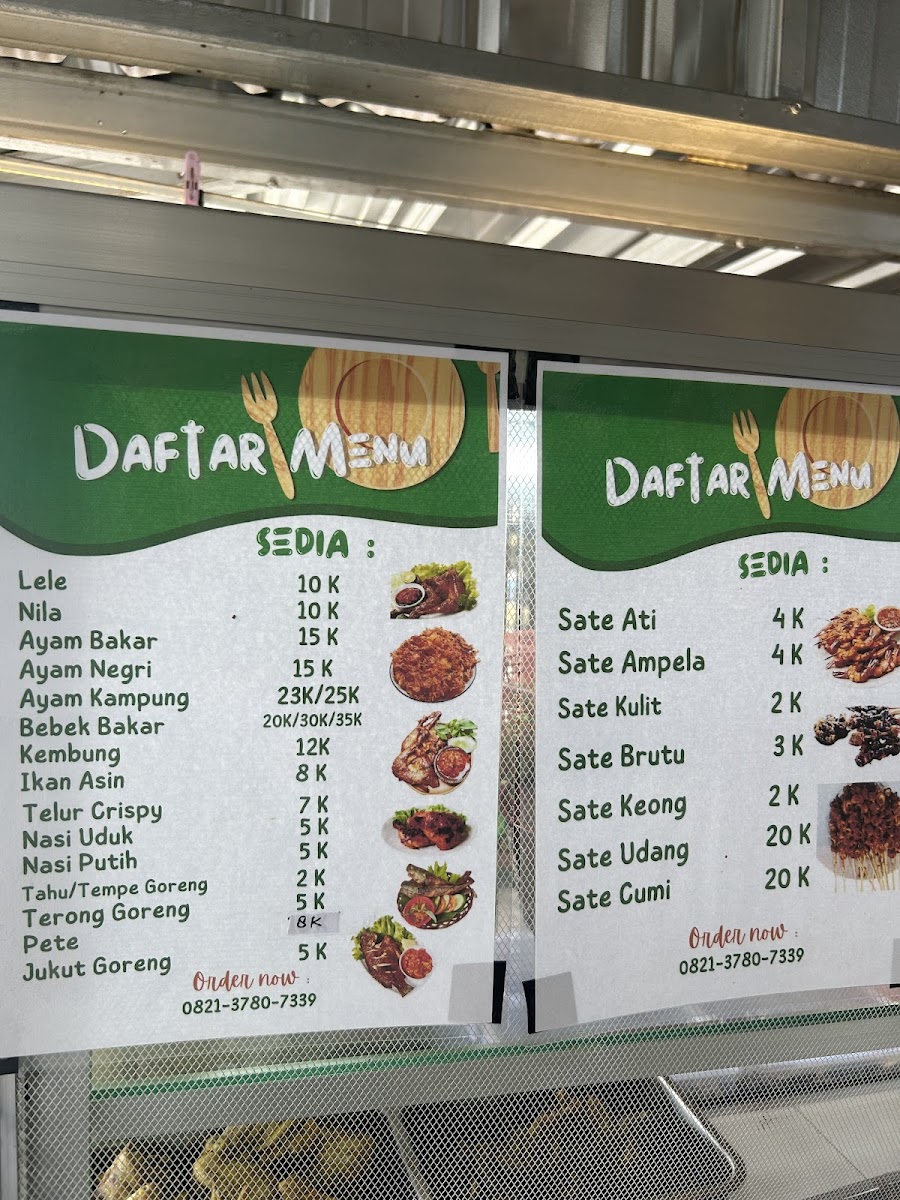 DAFTAR MENU
SEDIA :
Lele 10 K
Nila 10 K
Ayam Bakar 15 K
Ayam Negri 15 K
Ayam Kampung 23K/25K
Bebek Bakar 20K/30K/35K
Kembung 12K
Ikan Asin 8 K
Telur Crispy 7 K
Nasi Uduk 5 K
Nasi Putih 5 K
Tahu/Tempe Goreng 2 K
Terong Goreng 5 K
Pete 8K
Jukut Goreng 5 K
Order now :
0821-3780-7339
DAFTAR MENU
SEDIA :
Sate Ati 4 K
Sate Ampela 4 K
Sate Kulit 2 K
Sate Brutu 3 K
Sate Keong 2 K
Sate Udang 20 K
Sate Cumi 20 K
Order now :
0821-3780-7339